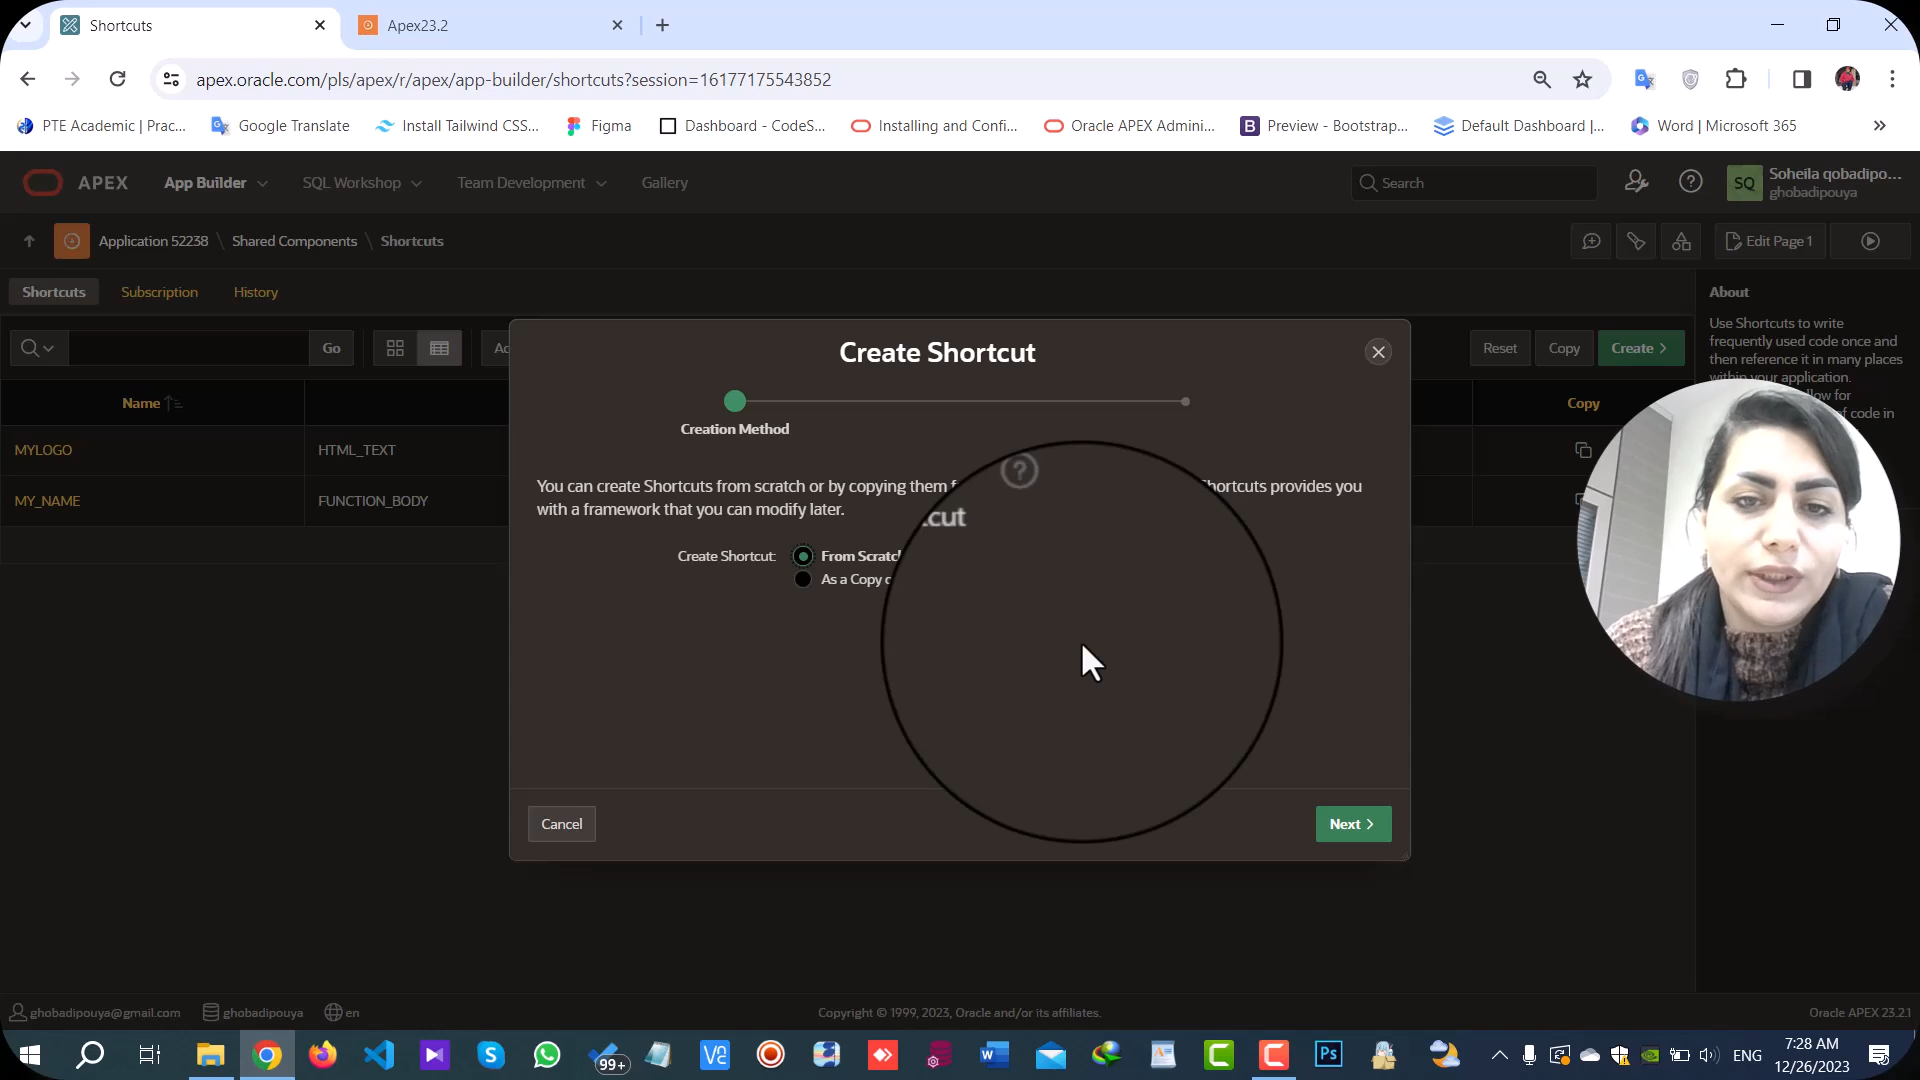 Shortcuts
Apex23.2
apex.oracle.com/pls/apex/r/apex/app-builder/shortcuts?session=16177175543852
PTE Academic | Prac...
Google Translate
Install Tailwind CSS...
Figma
Dashboard - CodeS...
Installing and Confi...
Oracle APEX Admini...
Preview - Bootstrap...
Default Dashboard |...
Word | Microsoft 365
APEX
App Builder
SQL Workshop
Team Development
Gallery
Search
SQ
Soheila qobadipo...
ghobadipouya
Application 52238 \ Shared Components \ Shortcuts
Edit Page 1
Shortcuts
Subscription
History
About
Use Shortcuts to write
frequently used code once and
then reference it in many places
within your application.
of code in
Go
Reset
Copy
Create
Name
Copy
MYLOGO
HTML_TEXT
MY_NAME
FUNCTION_BODY
Create Shortcut
Creation Method
You can create Shortcuts from scratch or by copying them Shortcuts provides you
with a framework that you can modify later.
Create Shortcut:
From Scratch
As a Copy
Cancel
Next
ghobadipouya@gmail.com
ghobadipouya
en
Copyright © 1999, 2023, Oracle and/or its affiliates.
Oracle APEX 23.2.1
99+
ENG
7:28 AM
12/26/2023